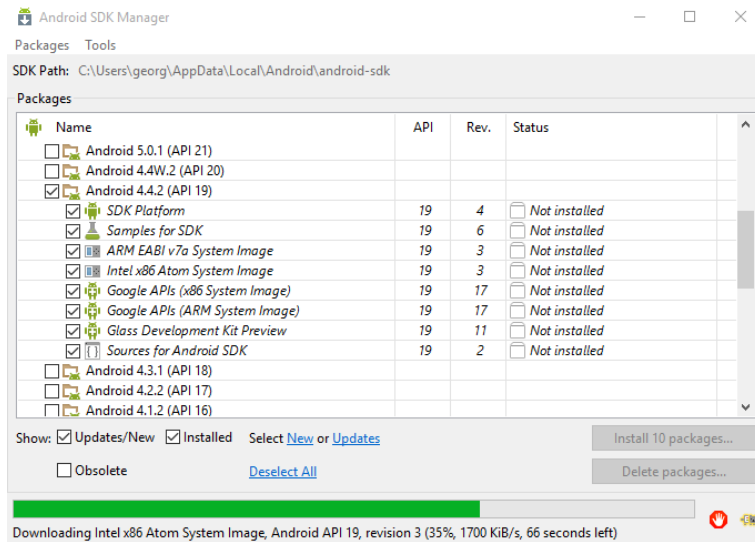 Android SDK Manager
Packages Tools
SDK Path: C:\Users\georg\AppData\Local\Android\android-sdk
Packages
Name API Rev. Status
Android 5.0.1 (API 21)
Android 4.4W.2 (API 20)
Android 4.4.2 (API 19)
SDK Platform 19 4 Not installed
Samples for SDK 19 6 Not installed
ARM EABI v7a System Image 19 3 Not installed
Intel x86 Atom System Image 19 3 Not installed
Google APIs (x86 System Image) 19 17 Not installed
Google APIs (ARM System Image) 19 17 Not installed
Glass Development Kit Preview 19 11 Not installed
Sources for Android SDK 19 2 Not installed
Android 4.3.1 (API 18)
Android 4.2.2 (API 17)
Android 4.1.2 (API 16)
Show: Updates/New Installed Select New or Updates Install 10 packages...
Obsolete Deselect All Delete packages...
Downloading Intel x86 Atom System Image, Android API 19, revision 3 (35%, 1700 KiB/s, 66 seconds left)